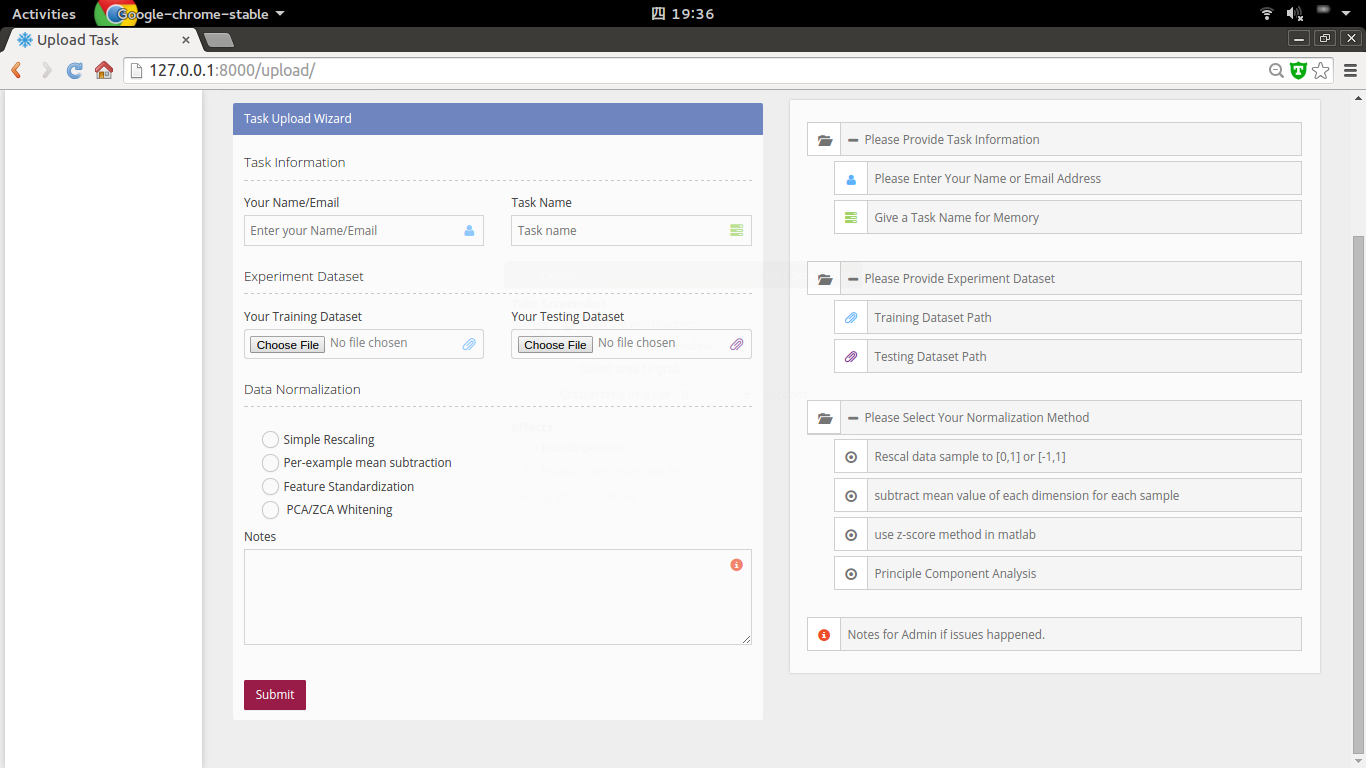 Activities Google-chrome-stable 四 19:36
Upload Task
127.0.0.1:8000/upload/
Task Upload Wizard
Task Information
Your Name/Email Task Name
Enter your Name/Email Task name
Experiment Dataset
Your Training Dataset Your Testing Dataset
Choose File No file chosen Choose File No file chosen
Data Normalization
Simple Rescaling
Per-example mean subtraction
Feature Standardization
PCA/ZCA Whitening
Notes
Submit
Please Provide Task Information
Please Enter Your Name or Email Address
Give a Task Name for Memory
Please Provide Experiment Dataset
Training Dataset Path
Testing Dataset Path
Please Select Your Normalization Method
Rescal data sample to [0,1] or [-1,1]
subtract mean value of each dimension for each sample
use z-score method in matlab
Principle Component Analysis
Notes for Admin if issues happened.